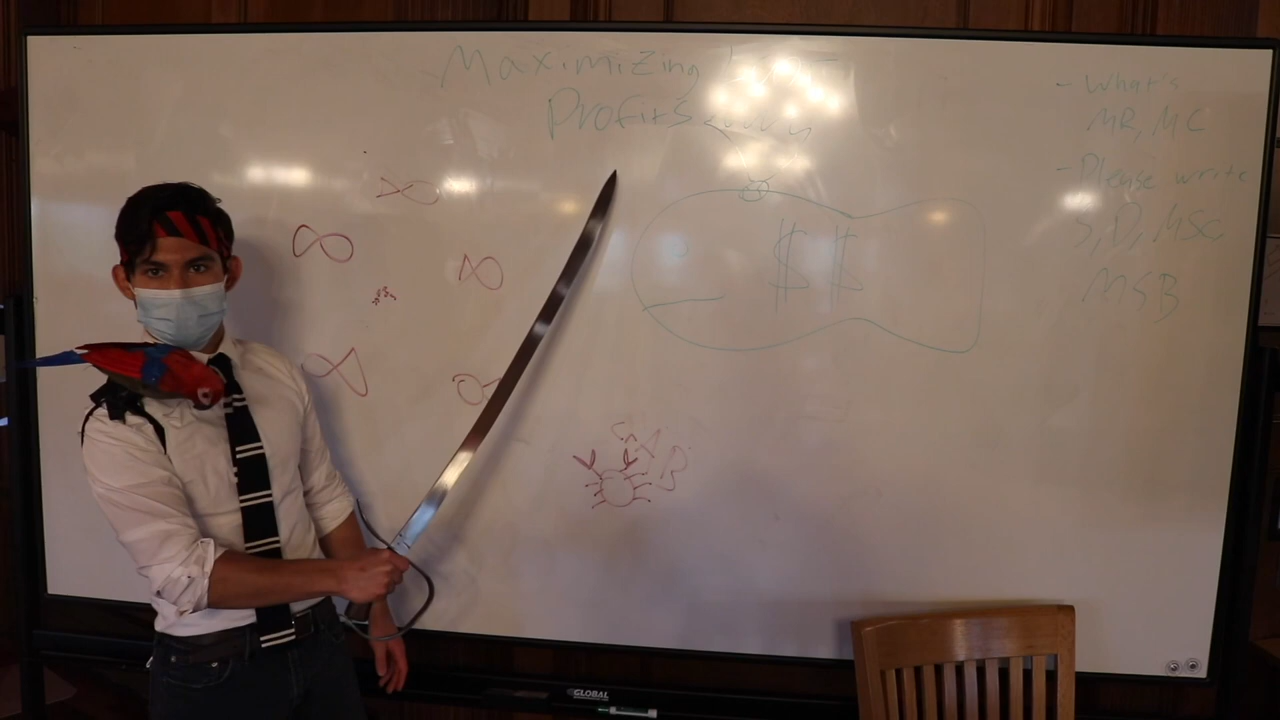 Maximizing
Profits
- What's
MR, MC
- Please write
S, D, MSC,
MSB
$ $
GLOBAL